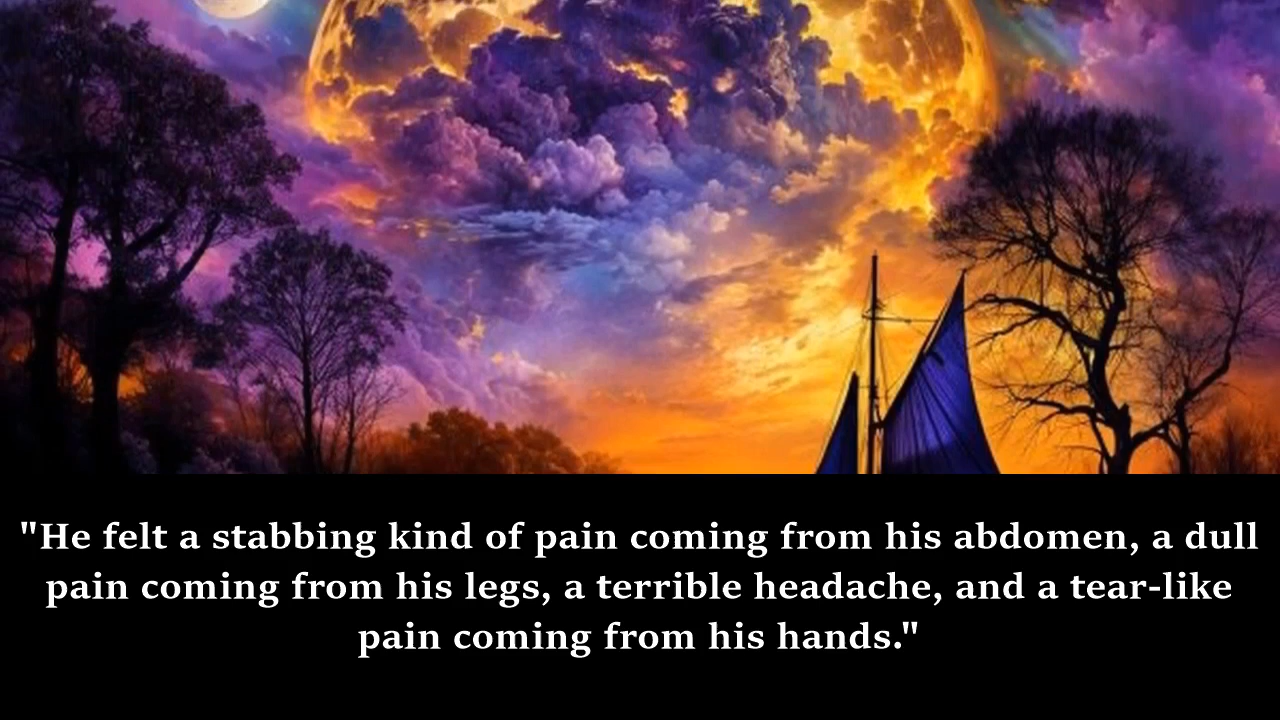 "He felt a stabbing kind of pain coming from his abdomen, a dull
pain coming from his legs, a terrible headache, and a tear-like
pain coming from his hands."